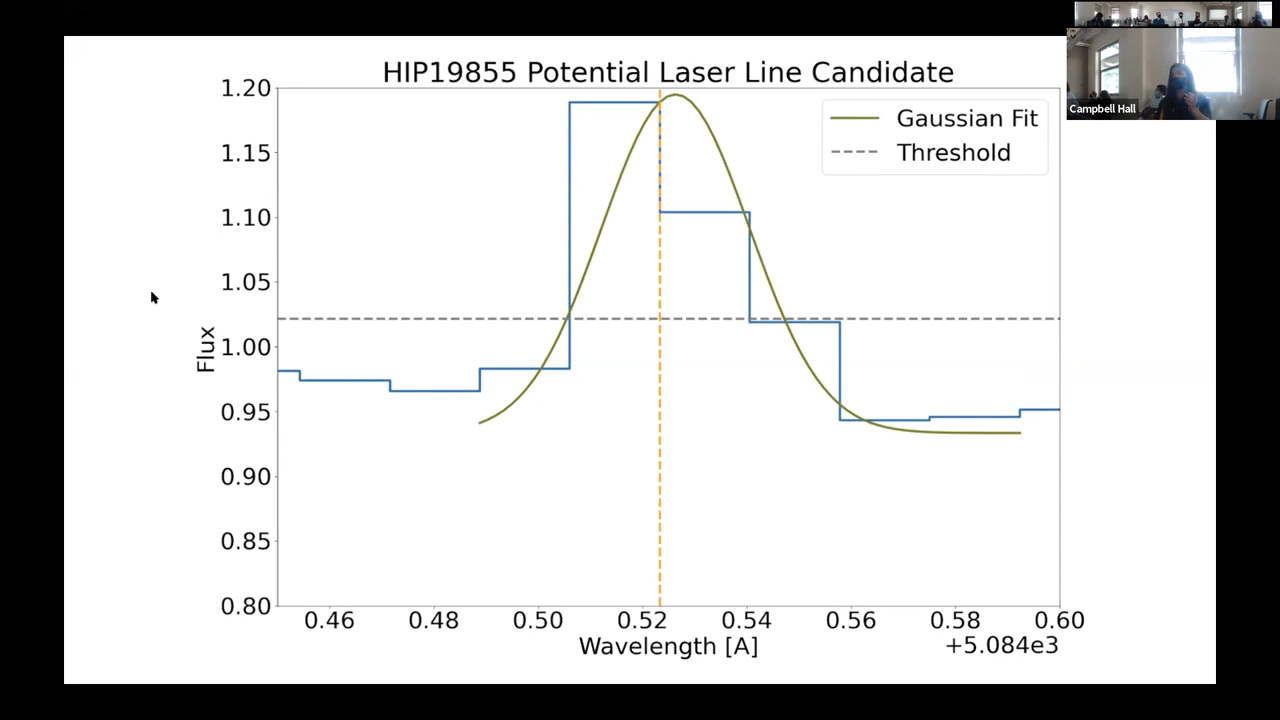 HIP19855 Potential Laser Line Candidate
Campbell Hall
Gaussian Fit
Threshold
1.20
1.15
1.10
1.05
1.00
0.95
0.90
0.85
0.80
Flux
0.46 0.48 0.50 0.52 0.54 0.56 0.58 0.60
Wavelength [A]
+5.084e3